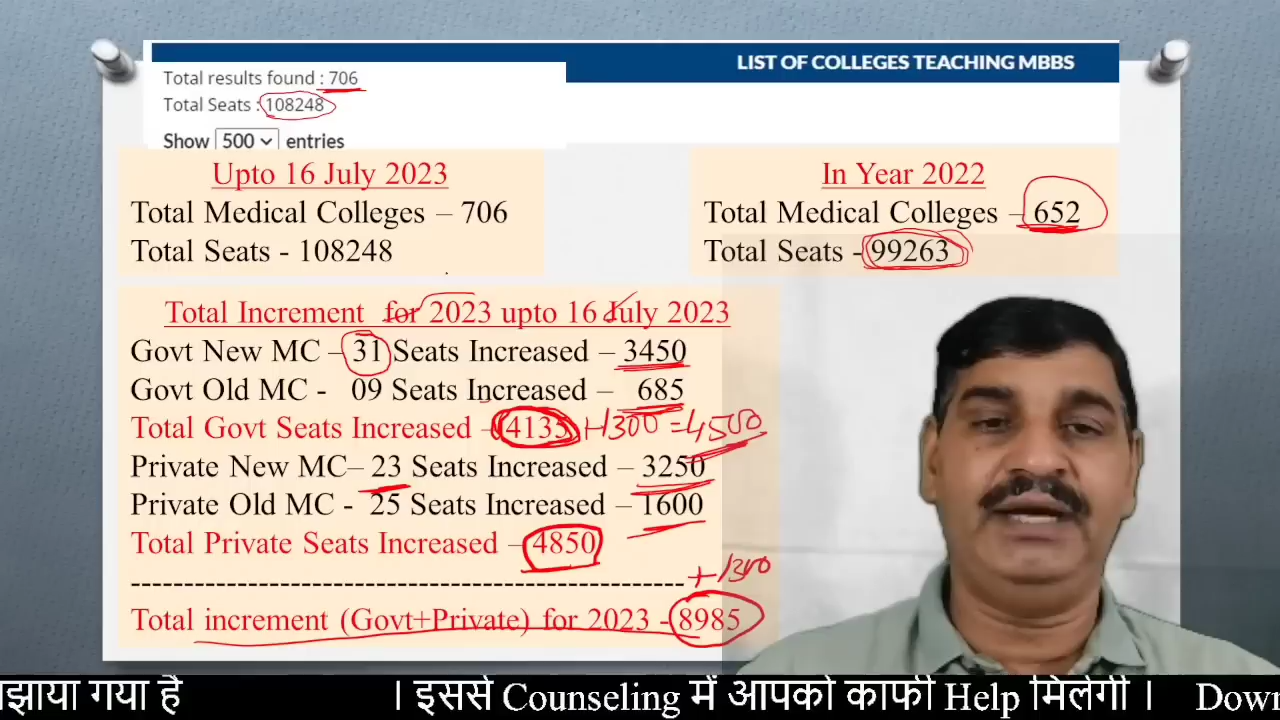 LIST OF COLLEGES TEACHING MBBS
Total results found : 706
Total Seats : 108248
Show 500 entries
Upto 16 July 2023
Total Medical Colleges – 706
Total Seats - 108248
In Year 2022
Total Medical Colleges – 652
Total Seats - 99263
Total Increment for 2023 upto 16 July 2023
Govt New MC – 31 Seats Increased – 3450
Govt Old MC - 09 Seats Increased – 685
Total Govt Seats Increased – 4135 +1300 = 4500
Private New MC– 23 Seats Increased – 3250
Private Old MC - 25 Seats Increased – 1600
Total Private Seats Increased – 4850
+1300
Total increment (Govt+Private) for 2023 - 8985
गया है । इससे Counseling में आपको काफी Help मिलेगी ।